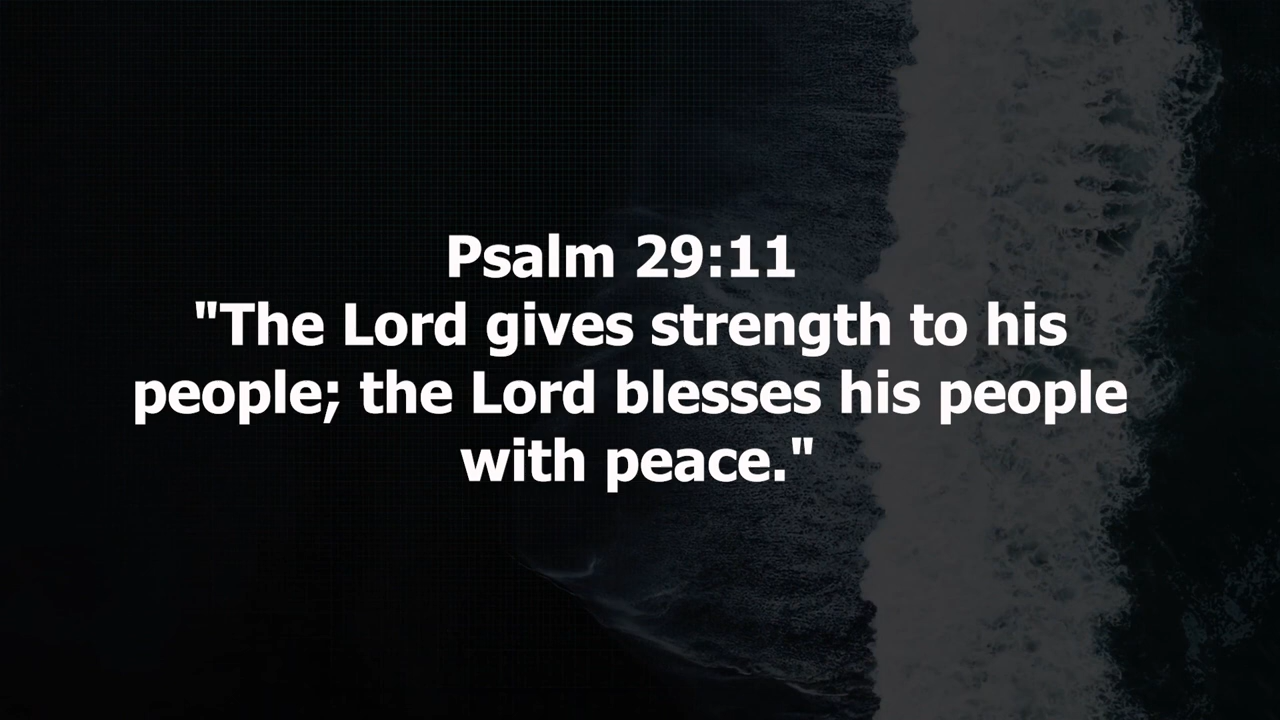 Psalm 29:11
"The Lord gives strength to his
people; the Lord blesses his people
with peace."